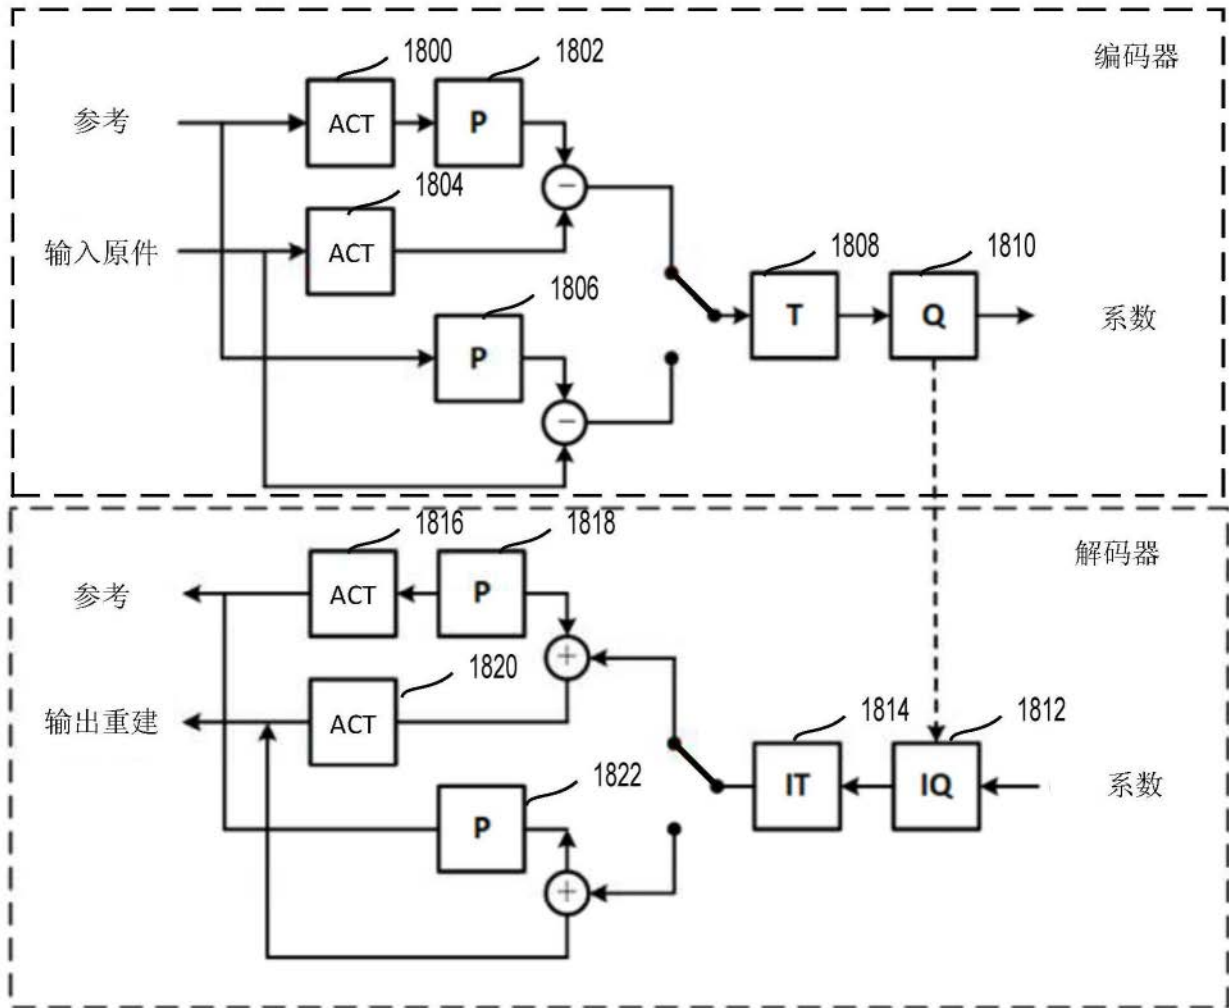 编码器
1800
1802
参考
ACT
P
−
1804
输入原件
ACT
1806
P
−
1808
1810
T
Q
系数
解码器
1816
1818
参考
ACT
P
+
1820
输出重建
ACT
1814
1812
IT
IQ
系数
1822
P
+